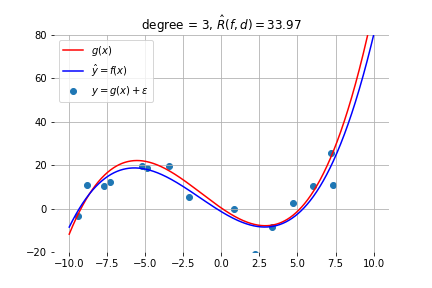 degree = 3, R̂(f, d) = 33.97
g(x)
ŷ = f(x)
y = g(x) + ε
80
60
40
20
0
−20
−10.0 −7.5 −5.0 −2.5 0.0 2.5 5.0 7.5 10.0